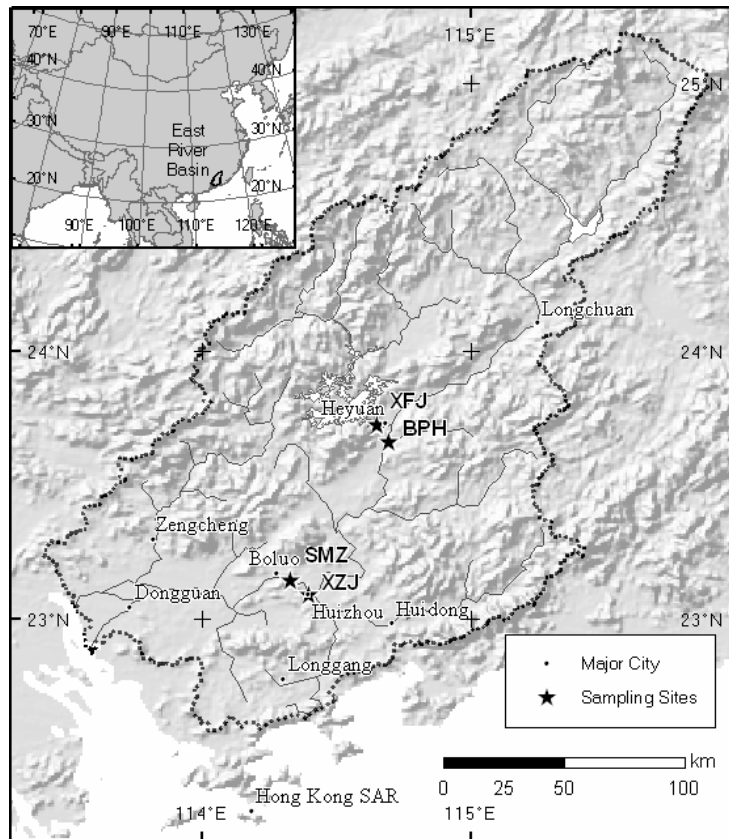 70°E 90°E 110°E 130°E
40°N 40°N
30°N 30°N
20°N 20°N
East
River
Basin
90°E 100°E 110°E 120°E
115°E
25°N
Longchuan
24°N 24°N
XFJ
Heyuan
BPH
Zengcheng
SMZ
Boluo
XZJ
Dongguan
Huizhou
Huidong
23°N 23°N
Longgang
Major City
Sampling Sites
km
0 25 50 100
Hong Kong SAR
114°E 115°E